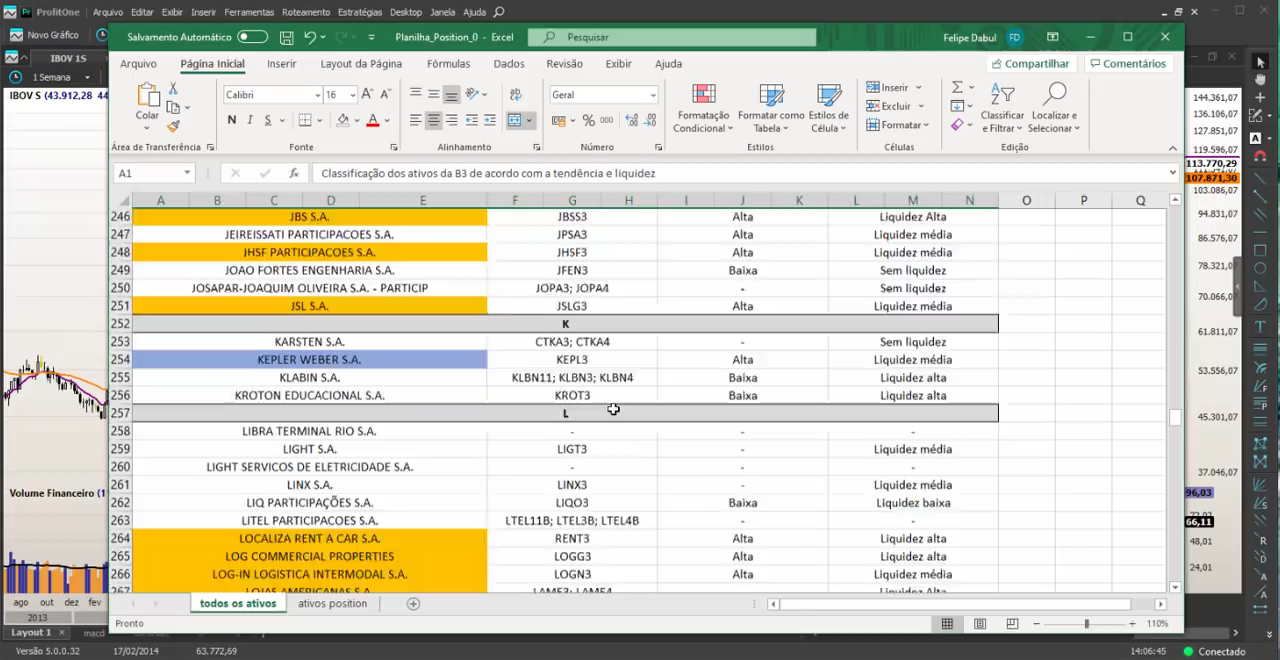 ProfitOne Arquivo Editar Exibir Inserir Ferramentas Roteamento Estratégias Desktop Janela Ajuda
Novo Gráfico
IBOV 1S
1 Semana
IBOV S (43.912,28 44
Salvamento Automático Planilha_Position_0 - Excel Pesquisar Felipe Dabul FD
Arquivo Página Inicial Inserir Layout da Página Fórmulas Dados Revisão Exibir Ajuda Compartilhar Comentários
Colar
Calibri 16 A A
N I S
Geral
% 000
Formatação Condicional
Formatar como Tabela
Estilos de Célula
Inserir
Excluir
Formatar
Classificar e Filtrar
Localizar e Selecionar
Área de Transferência Fonte Alinhamento Número Estilos Células Edição
A1 fx Classificação dos ativos da B3 de acordo com a tendência e liquidez
A B C D E F G H I J K L M N O P Q
246 JBS S.A. JBSS3 Alta Liquidez Alta
247 JEIREISSATI PARTICIPACOES S.A. JPSA3 Alta Liquidez média
248 JHSF PARTICIPACOES S.A. JHSF3 Alta Liquidez média
249 JOAO FORTES ENGENHARIA S.A. JFEN3 Baixa Sem liquidez
250 JOSAPAR-JOAQUIM OLIVEIRA S.A. - PARTICIP JOPA3; JOPA4 - Sem liquidez
251 JSL S.A. JSLG3 Alta Liquidez média
252 K
253 KARSTEN S.A. CTKA3; CTKA4 - Sem liquidez
254 KEPLER WEBER S.A. KEPL3 Alta Liquidez média
255 KLABIN S.A. KLBN11; KLBN3; KLBN4 Baixa Liquidez alta
256 KROTON EDUCACIONAL S.A. KROT3 Baixa Liquidez alta
257 L
258 LIBRA TERMINAL RIO S.A. - - -
259 LIGHT S.A. LIGT3 - Liquidez média
260 LIGHT SERVICOS DE ELETRICIDADE S.A. - - -
261 LINX S.A. LINX3 - Liquidez média
262 LIQ PARTICIPAÇÕES S.A. LIQO3 Baixa Liquidez baixa
263 LITEL PARTICIPACOES S.A. LTEL11B; LTEL3B; LTEL4B - -
264 LOCALIZA RENT A CAR S.A. RENT3 Alta Liquidez alta
265 LOG COMMERCIAL PROPERTIES LOGG3 Alta Liquidez alta
266 LOG-IN LOGISTICA INTERMODAL S.A. LOGN3 Alta Liquidez média
267 LOJAS AMERICANAS S.A. LAME3; LAME4 Alta Liquidez alta
todos os ativos ativos position
Pronto 110%
144.361,07
136.106,07
127.851,07
119.596,07
113.770,29
107.871,30
103.086,07
94.831,07
86.576,07
78.321,07
70.066,07
61.811,07
53.556,07
45.301,07
37.046,07
96,03
66,11
48,01
24,01
Volume Financeiro (1
ago out dez fev
2013
Layout 1 macd
Versão 5.0.0.32 17/02/2014 63.772,69 14:06:45 Conectado